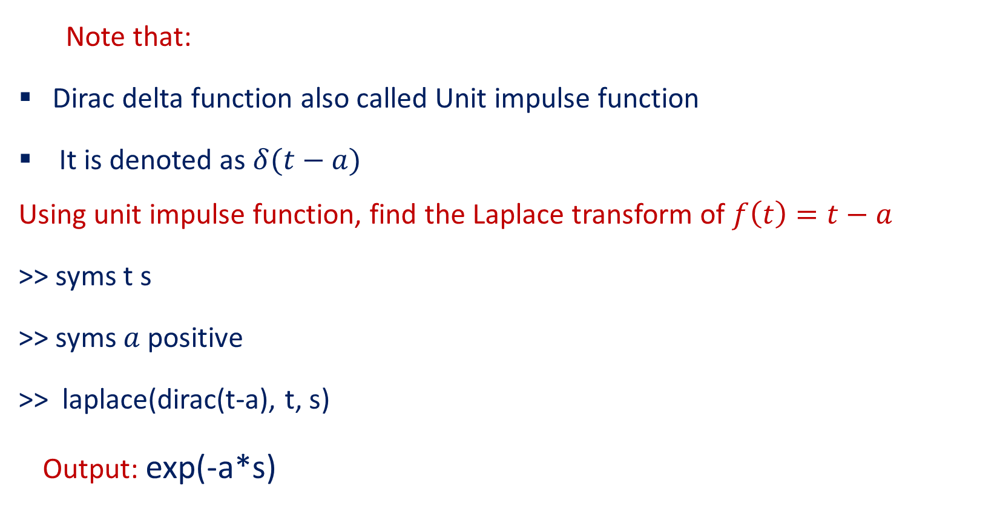 Note that:
▪ Dirac delta function also called Unit impulse function
▪ It is denoted as 𝛿(𝑡 − 𝑎)
Using unit impulse function, find the Laplace transform of 𝑓(𝑡) = 𝑡 − 𝑎
>> syms t s
>> syms 𝑎 positive
>> laplace(dirac(t-a), t, s)
Output: exp(-a*s)